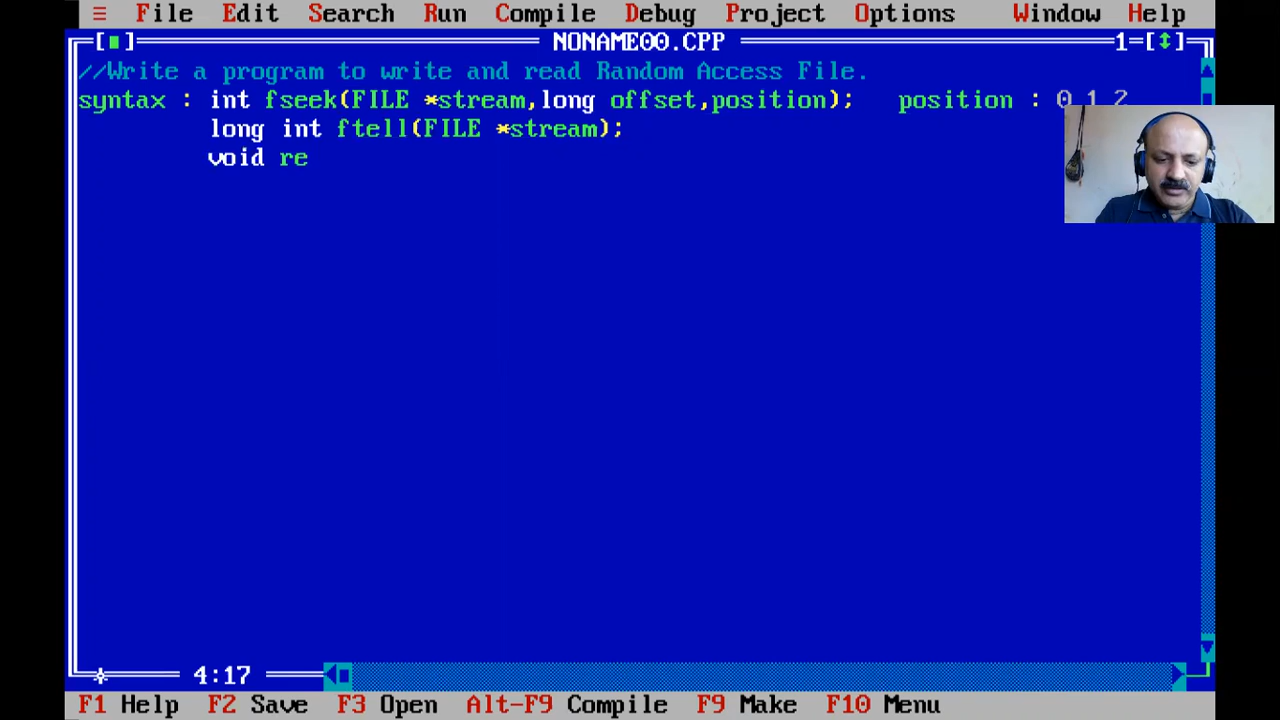 ≡ File Edit Search Run Compile Debug Project Options Window Help
[■] NONAME00.CPP 1=[↕]
//Write a program to write and read Random Access File.
syntax : int fseek(FILE *stream,long offset,position); position : 0 1 2
long int ftell(FILE *stream);
void re
4:17
F1 Help F2 Save F3 Open Alt-F9 Compile F9 Make F10 Menu